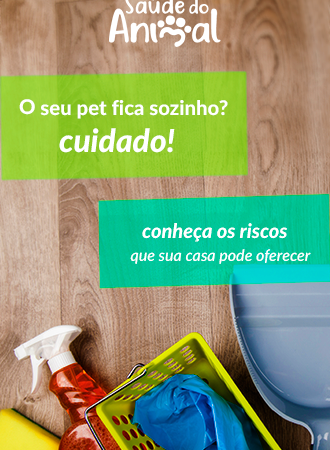 Saúde do
Animal
O seu pet fica sozinho?
cuidado!
conheça os riscos
que sua casa pode oferecer